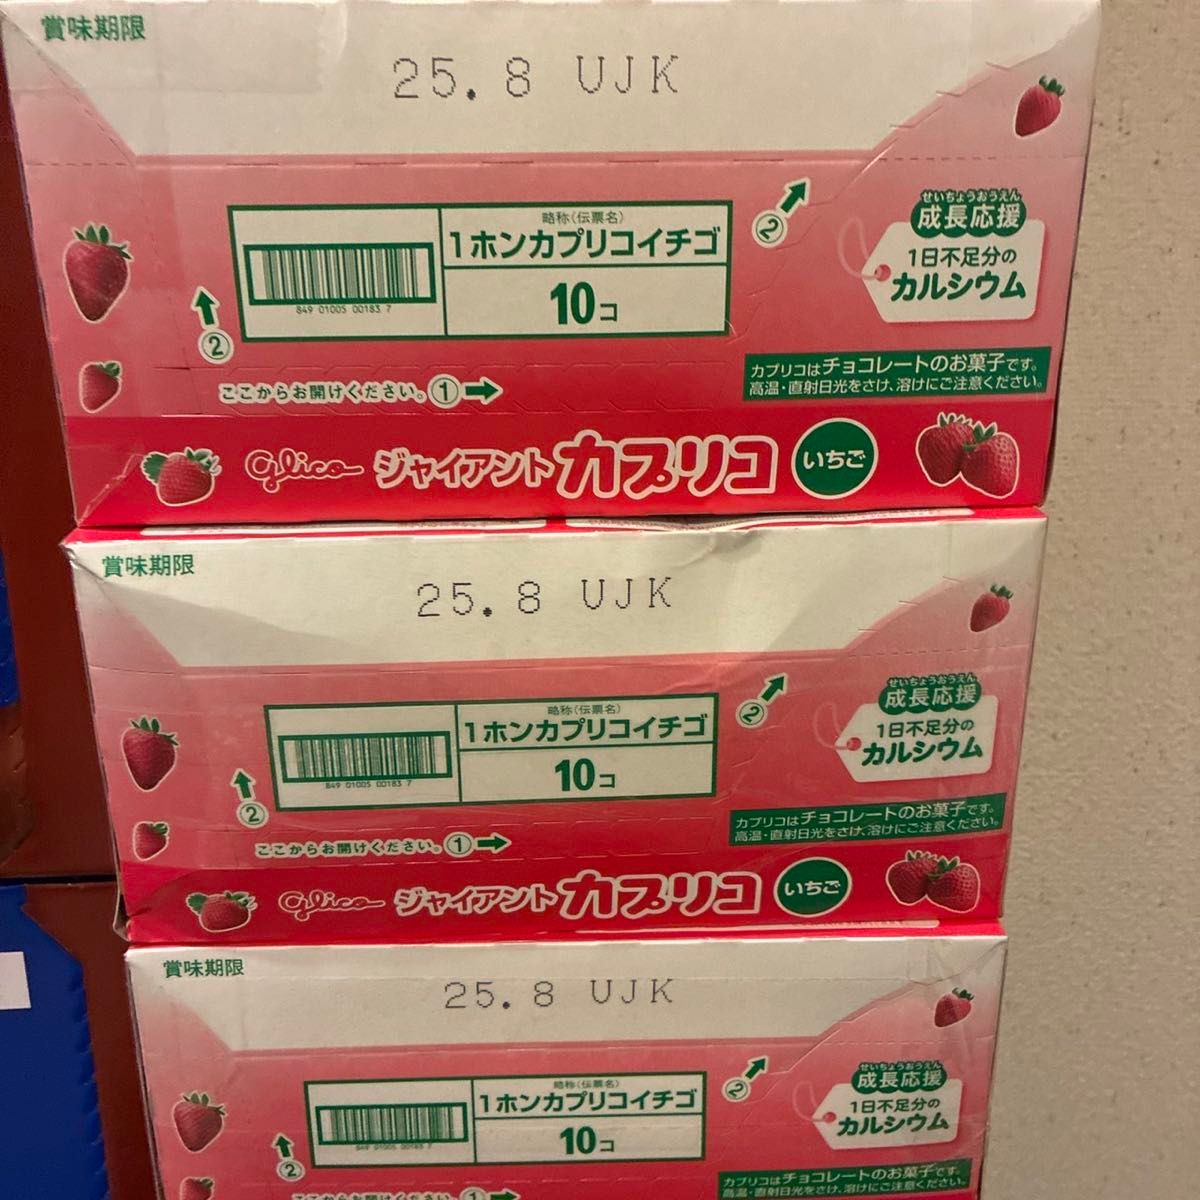 賞味期限
25.8 UJK
せいちょうおうえん
成長応援
1日不足分の
カルシウム
略称(伝票名)
1ホンカプリコイチゴ
10コ
849 01005 00183 7
②
②
ここからお開けください。①
カプリコはチョコレートのお菓子です。
高温・直射日光をさけ、溶けにご注意ください。
glico ジャイアントカプリコ いちご
賞味期限
25.8 UJK
せいちょうおうえん
成長応援
1日不足分の
カルシウム
略称(伝票名)
1ホンカプリコイチゴ
10コ
849 01005 00183 7
②
②
ここからお開けください。①
カプリコはチョコレートのお菓子です。
高温・直射日光をさけ、溶けにご注意ください。
glico ジャイアントカプリコ いちご
賞味期限
25.8 UJK
せいちょうおうえん
成長応援
1日不足分の
カルシウム
略称(伝票名)
1ホンカプリコイチゴ
10コ
849 01005 00183 7
②
②
ここからお開けください。①
カプリコはチョコレートのお菓子です。
高温・直射日光をさけ、溶けにご注意ください。